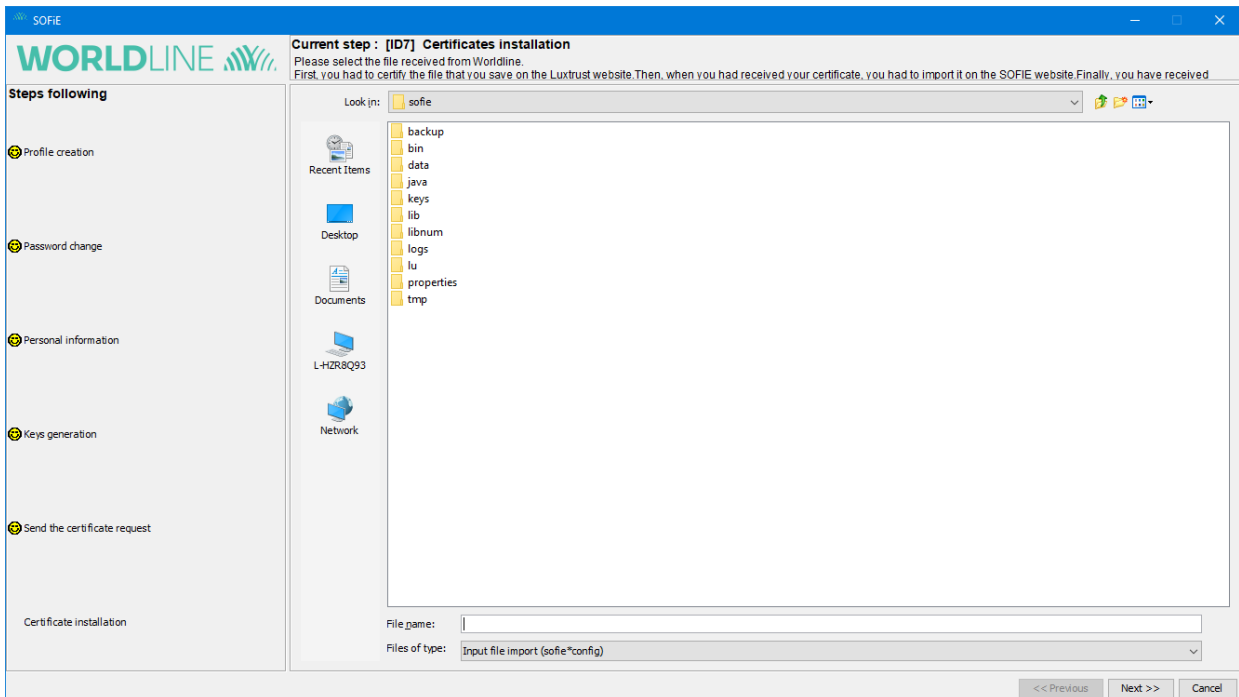 SOFiE
WORLDLINE
Current step : [ID7] Certificates installation
Please select the file received from Worldline.
First, you had to certify the file that you save on the Luxtrust website.Then, when you had received your certificate, you had to import it on the SOFIE website.Finally, you have received
Steps following
Profile creation
Password change
Personal information
Keys generation
Send the certificate request
Certificate installation
Look in: sofie
Recent Items
Desktop
Documents
L-HZR8Q93
Network
backup
bin
data
java
keys
lib
libnum
logs
lu
properties
tmp
File name:
Files of type: Input file import (sofie*config)
<< Previous Next >> Cancel